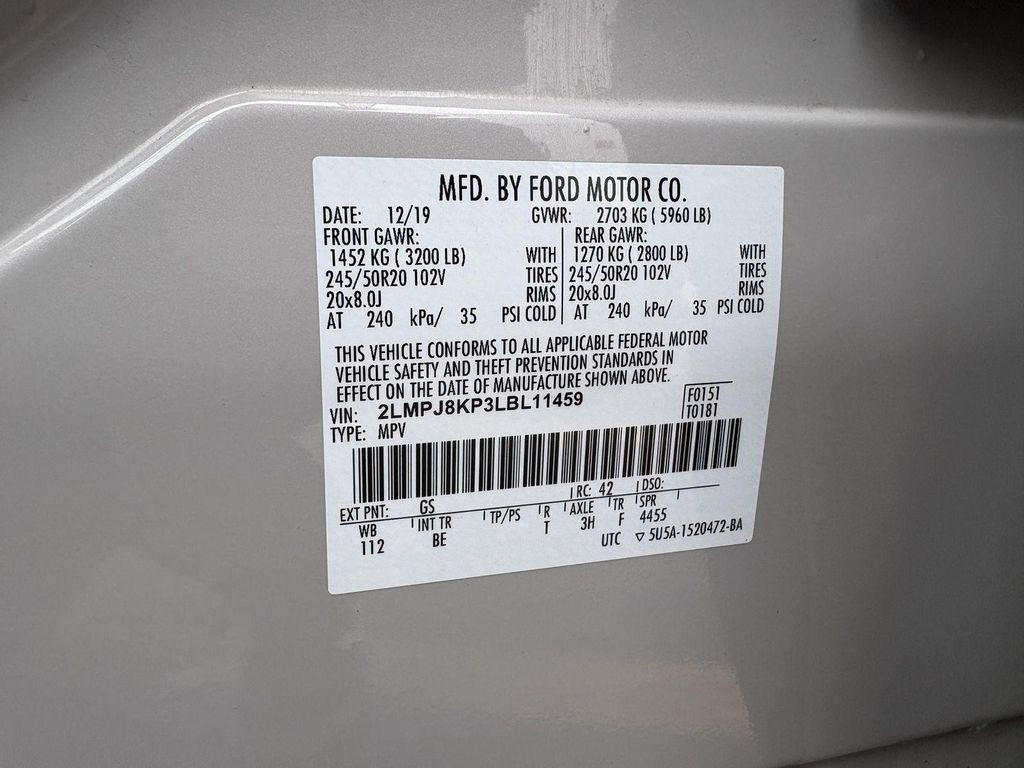 MFD. BY FORD MOTOR CO.
DATE: 12/19 GVWR: 2703 KG ( 5960 LB)
FRONT GAWR: REAR GAWR:
1452 KG ( 3200 LB) WITH 1270 KG ( 2800 LB) WITH
245/50R20 102V TIRES 245/50R20 102V TIRES
20x8.0J RIMS 20x8.0J RIMS
AT 240 kPa/ 35 PSI COLD AT 240 kPa/ 35 PSI COLD
THIS VEHICLE CONFORMS TO ALL APPLICABLE FEDERAL MOTOR
VEHICLE SAFETY AND THEFT PREVENTION STANDARDS IN
EFFECT ON THE DATE OF MANUFACTURE SHOWN ABOVE.
VIN: 2LMPJ8KP3LBL11459 F0151
TYPE: MPV T0181
EXT PNT: GS RC: 42 DSO:
WB INT TR TP/PS R AXLE TR SPR
112 BE T 3H F 4455
UTC ▽ 5U5A-1520472-BA